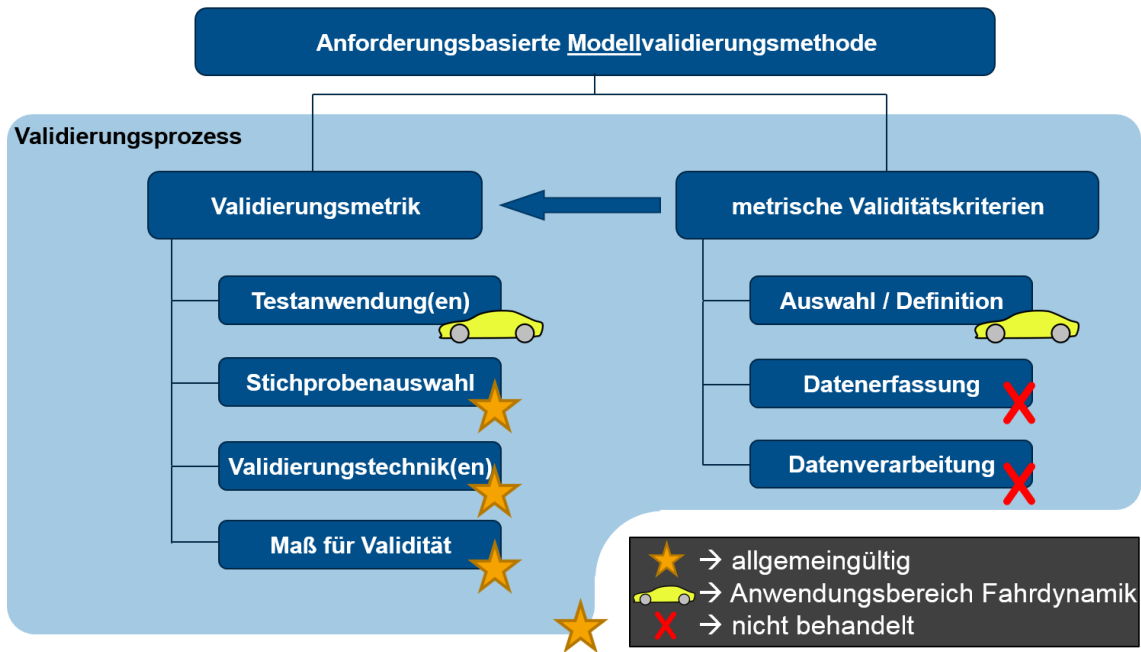 Anforderungsbasierte Modellvalidierungsmethode
Validierungsprozess
Validierungsmetrik
metrische Validitätskriterien
Testanwendung(en)
Auswahl / Definition
Stichprobenauswahl
Datenerfassung
Validierungstechnik(en)
Datenverarbeitung
Maß für Validität
→ allgemeingültig
→ Anwendungsbereich Fahrdynamik
→ nicht behandelt